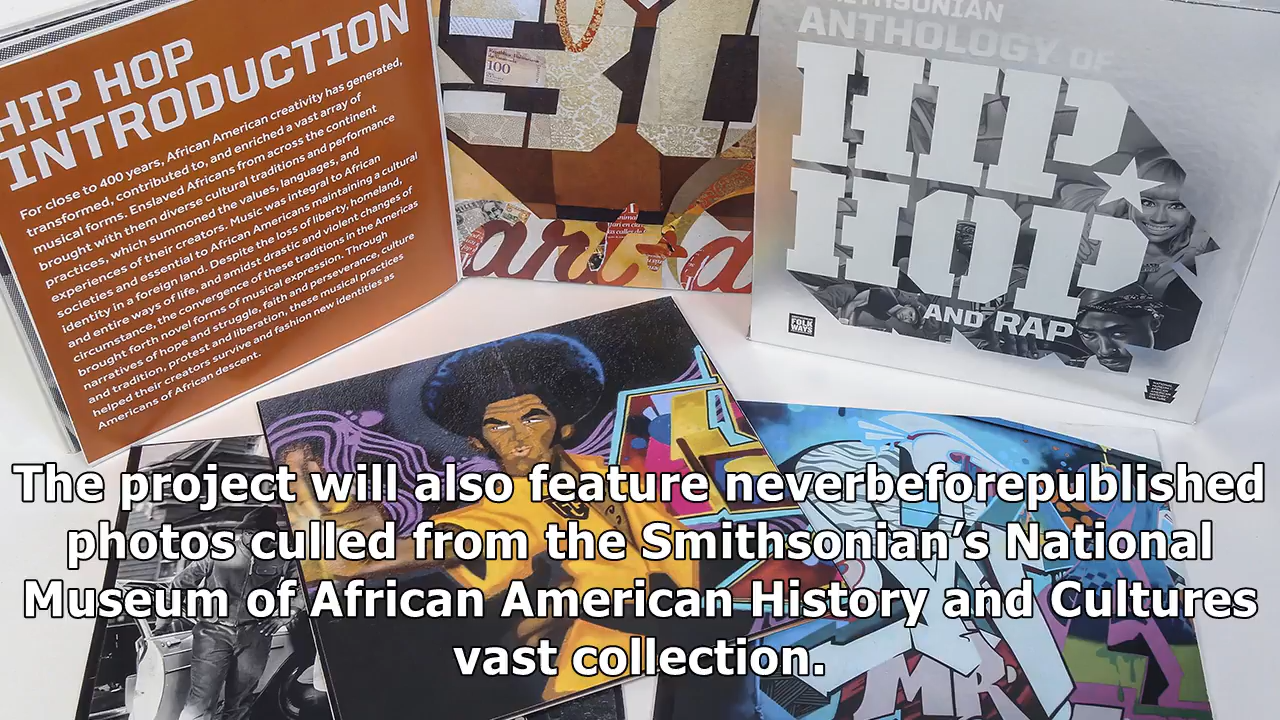 HIP HOP
INTRODUCTION
For close to 400 years, African American creativity has generated,
transformed, contributed to, and enriched a vast array of
musical forms. Enslaved Africans from across the continent
brought with them diverse cultural traditions and performance
practices, which summoned the values, languages, and
experiences of their creators. Music was integral to African
societies and essential to African Americans maintaining a cultural
identity in a foreign land. Despite the loss of liberty, homeland,
and entire ways of life, and amidst drastic and violent changes of
circumstance, the convergence of these traditions in the Americas
brought forth novel forms of musical expression. Through
narratives of hope and struggle, faith and perseverance, culture
and tradition, protest and liberation, these musical practices
helped their creators survive and fashion new identities as
Americans of African descent.
100
SMITHSONIAN
ANTHOLOGY OF
HIP
HOP
AND RAP
FOLK
WAYS
MR
The project will also feature neverbeforepublished
photos culled from the Smithsonian’s National
Museum of African American History and Cultures
vast collection.